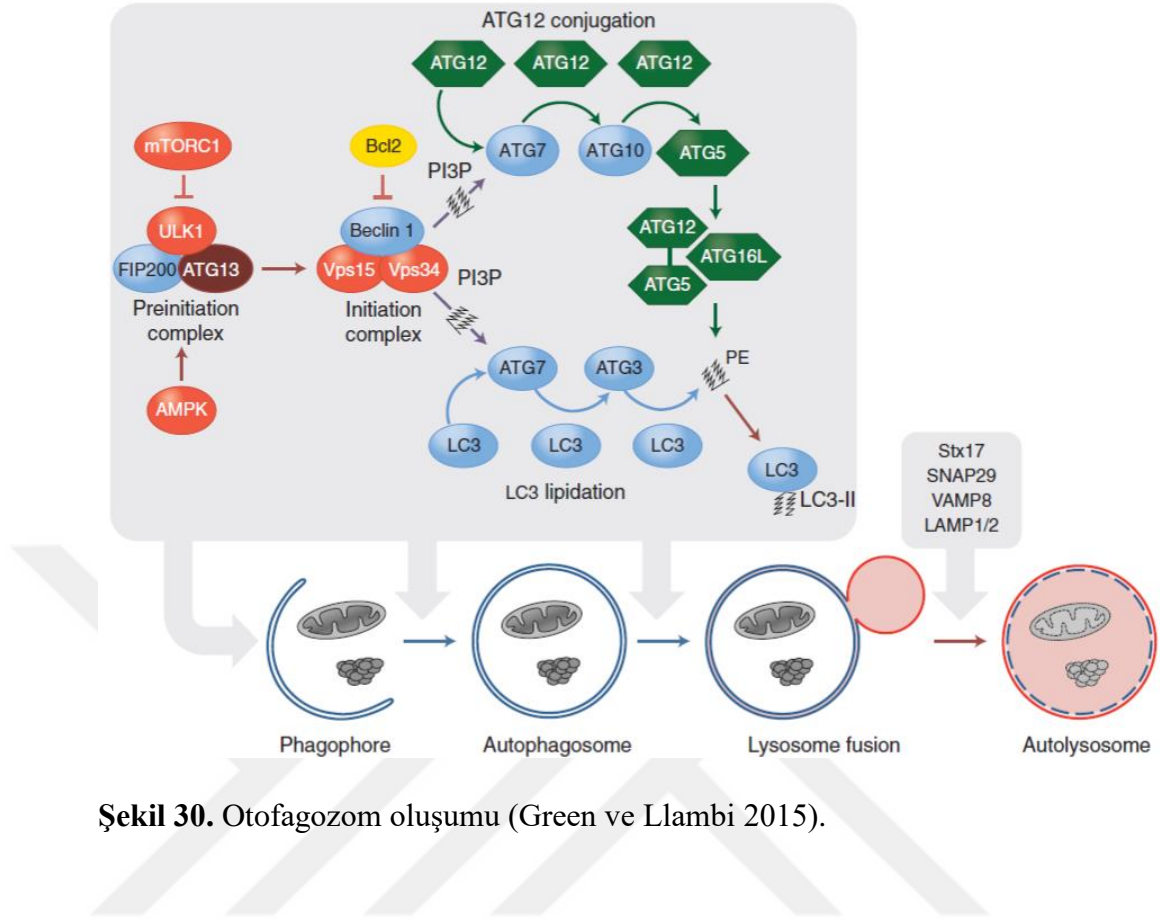 ATG12 conjugation
ATG12 ATG12 ATG12
mTORC1
Bcl2
ATG7 ATG10 ATG5
PI3P
ULK1
Beclin 1
ATG12
ATG16L
FIP200 ATG13
Vps15 Vps34
PI3P
ATG5
Preinitiation
complex
Initiation
complex
PE
ATG7 ATG3
AMPK
LC3 LC3 LC3
LC3
LC3-II
LC3 lipidation
Stx17
SNAP29
VAMP8
LAMP1/2
Phagophore Autophagosome Lysosome fusion Autolysosome
Şekil 30. Otofagozom oluşumu (Green ve Llambi 2015).